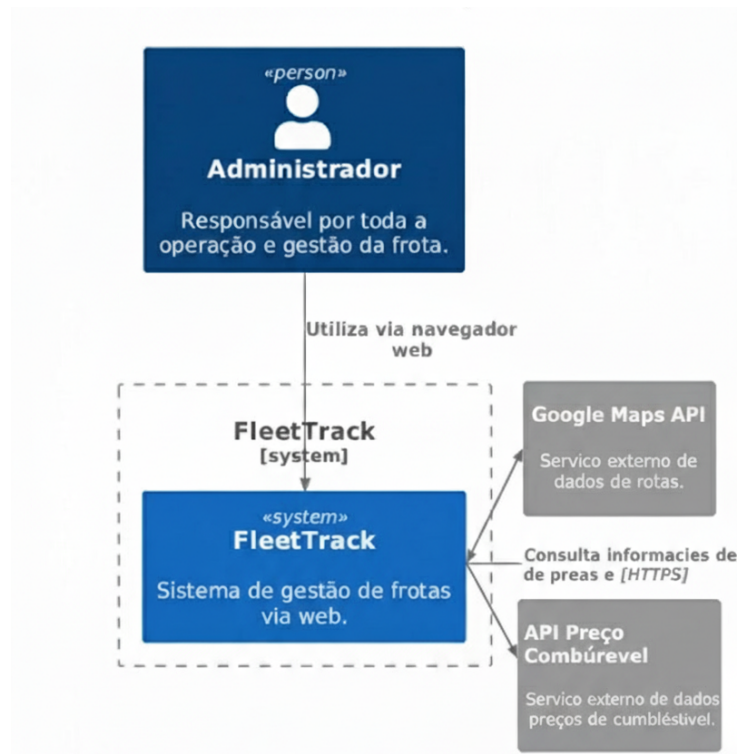 «person»
Administrador
Responsável por toda a
operação e gestão da frota.
Utiliza via navegador
web
FleetTrack
[system]
«system»
FleetTrack
Sistema de gestão de frotas
via web.
Google Maps API
Servico externo de
dados de rotas.
Consulta informacies de
de preas e [HTTPS]
API Preço
Combúrevel
Servico externo de dados
preços de cumbléstivel.